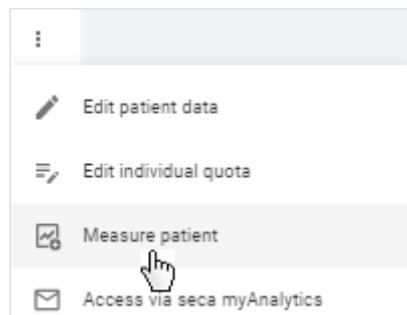 Edit patient data
Edit individual quota
Measure patient
Access via seca myAnalytics